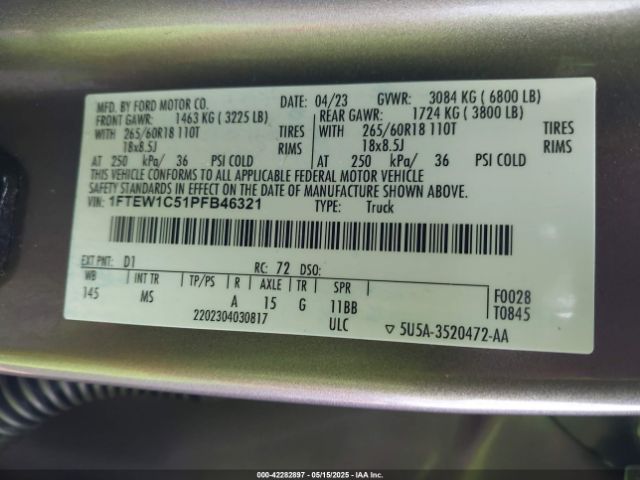 MFD. BY FORD MOTOR CO. DATE: 04/23 GVWR: 3084 KG ( 6800 LB)
FRONT GAWR: 1463 KG ( 3225 LB) REAR GAWR: 1724 KG ( 3800 LB)
WITH 265/60R18 110T TIRES WITH 265/60R18 110T TIRES
18x8.5J RIMS 18x8.5J RIMS
AT 250 kPa/ 36 PSI COLD AT 250 kPa/ 36 PSI COLD
THIS VEHICLE CONFORMS TO ALL APPLICABLE FEDERAL MOTOR VEHICLE
SAFETY STANDARDS IN EFFECT ON THE DATE OF MANUFACTURE SHOWN ABOVE.
VIN: 1FTEW1C51PFB46321 TYPE: Truck
EXT PNT: D1 RC: 72 DSO:
WB INT TR TP/PS R AXLE TR SPR F0028
145 MS A 15 G 11BB T0845
2202304030817 ULC ▽ 5U5A-3520472-AA
000-42282897 - 05/15/2025 - IAA Inc.